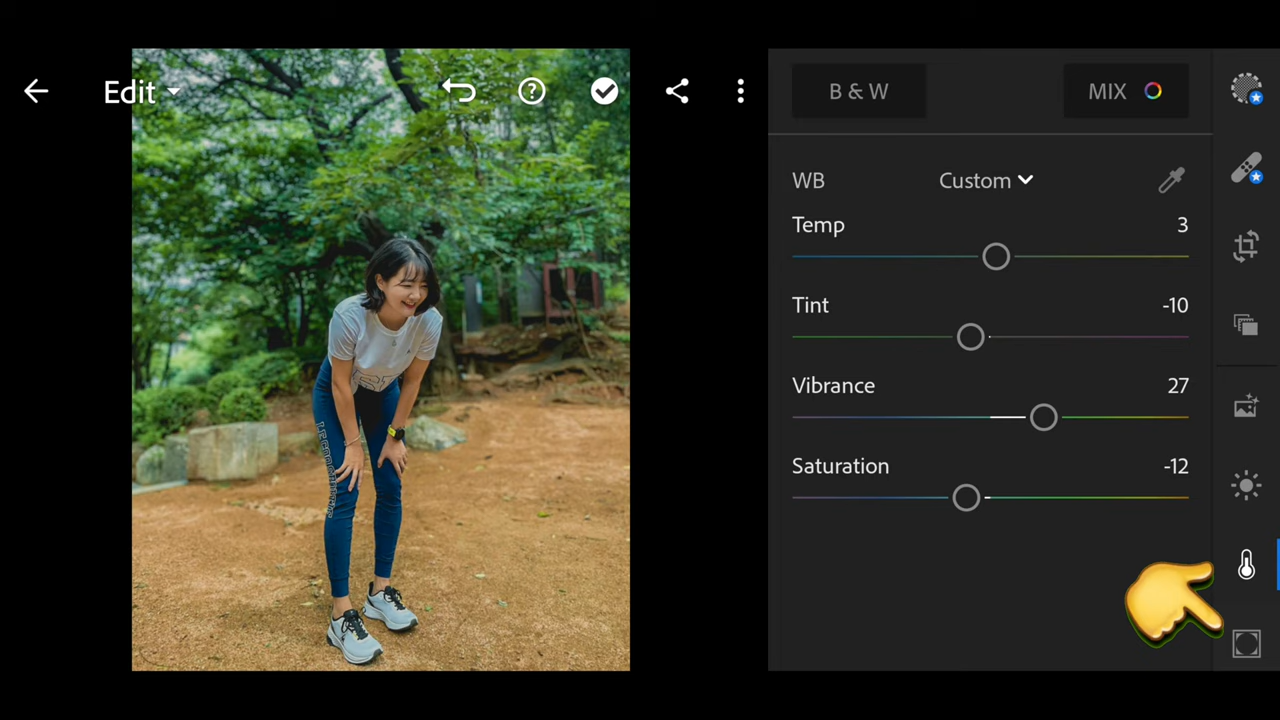 Edit
B & W
MIX
WB
Custom
Temp
3
Tint
-10
Vibrance
27
Saturation
-12